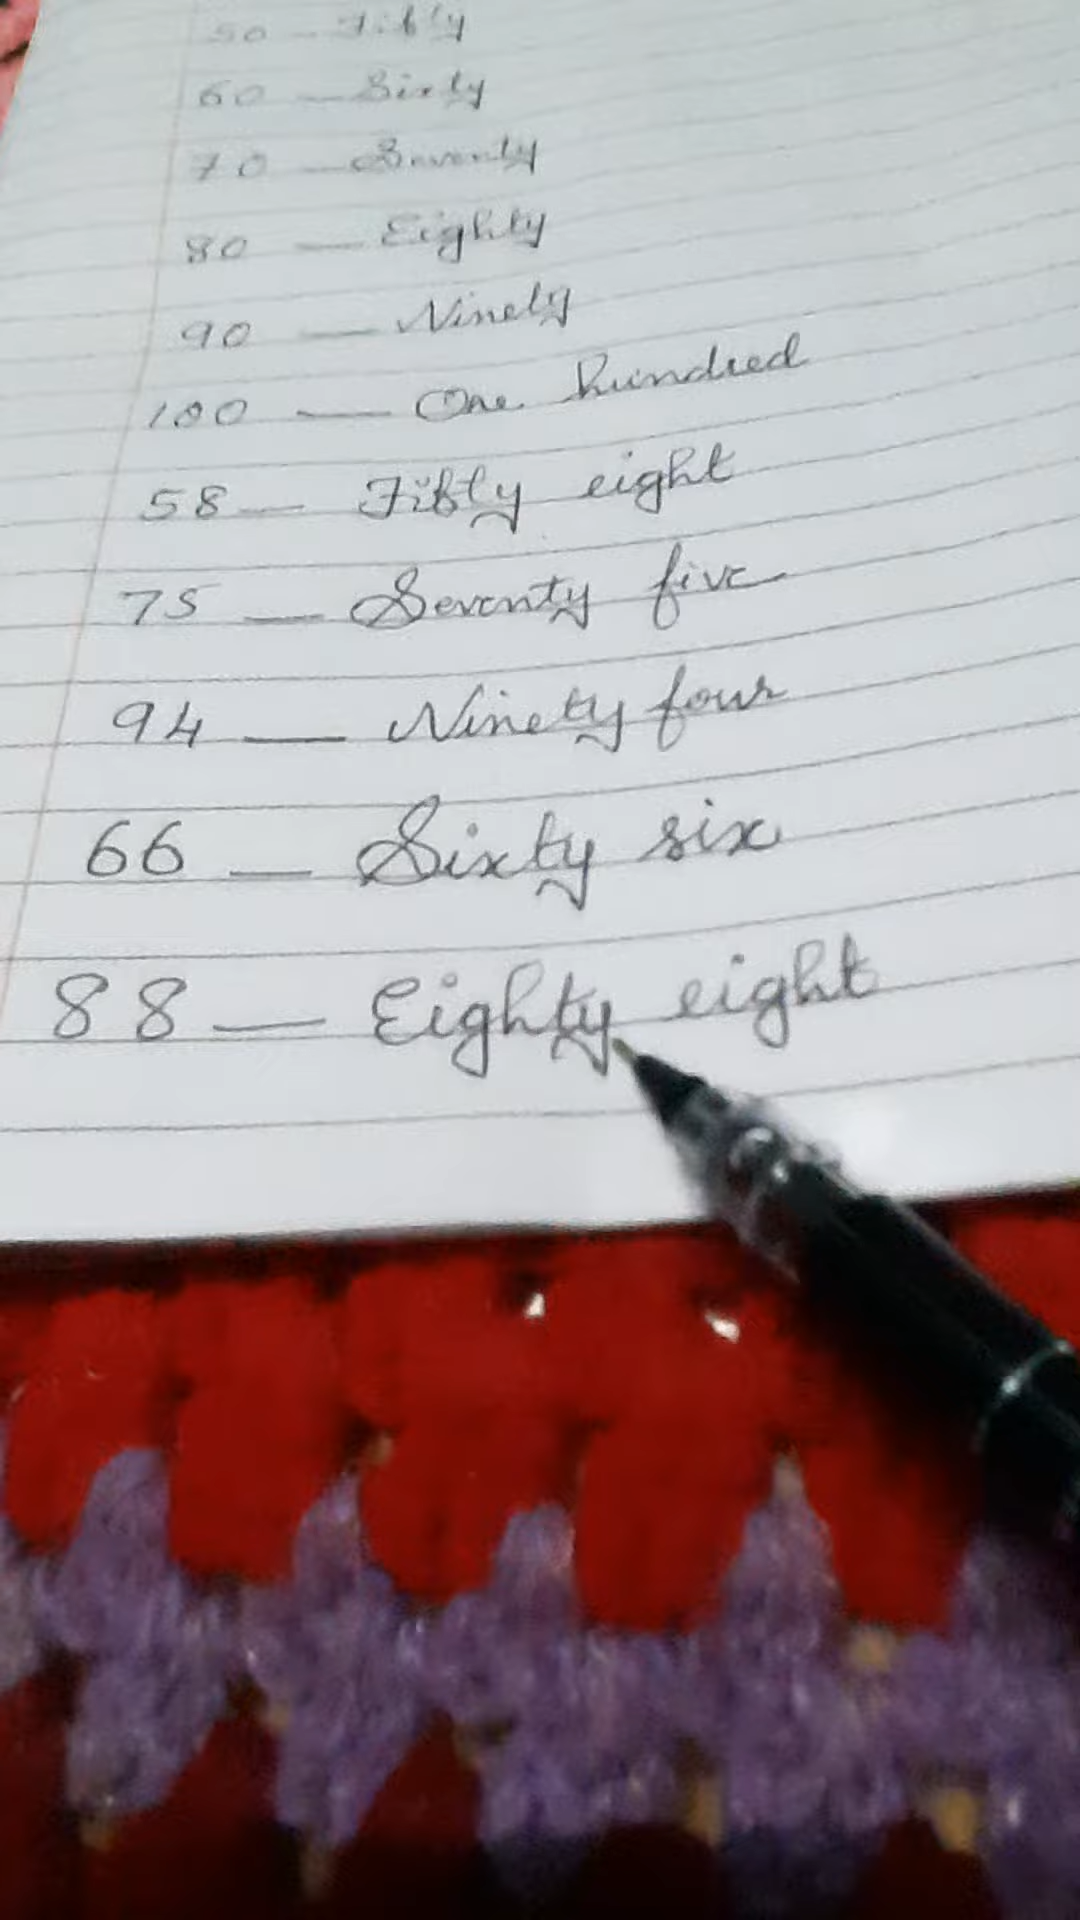 50 - Fifty
60 - Sixty
70 - Seventy
80 - Eighty
90 - Ninety
100 - One hundred
58 - Fifty eight
75 - Seventy five
94 - Ninety four
66 - Sixty six
88 - Eighty eight